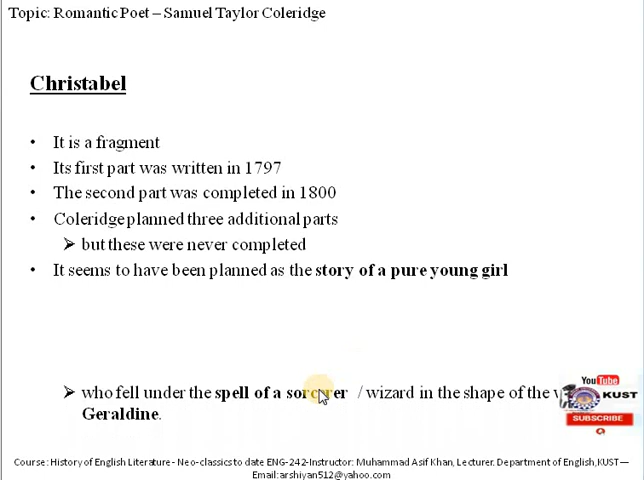 Topic: Romantic Poet – Samuel Taylor Coleridge
Christabel
• It is a fragment
• Its first part was written in 1797
• The second part was completed in 1800
• Coleridge planned three additional parts
➢ but these were never completed
• It seems to have been planned as the story of a pure young girl
➢ who fell under the spell of a sorcerer / wizard in the shape of the
Geraldine.
YouTube
KUST
SUBSCRIBE
Course: History of English Literature - Neo-classics to date ENG-242-Instructor: Muhammad Asif Khan, Lecturer. Department of English,KUST—
Email:arshiyan512@yahoo.com